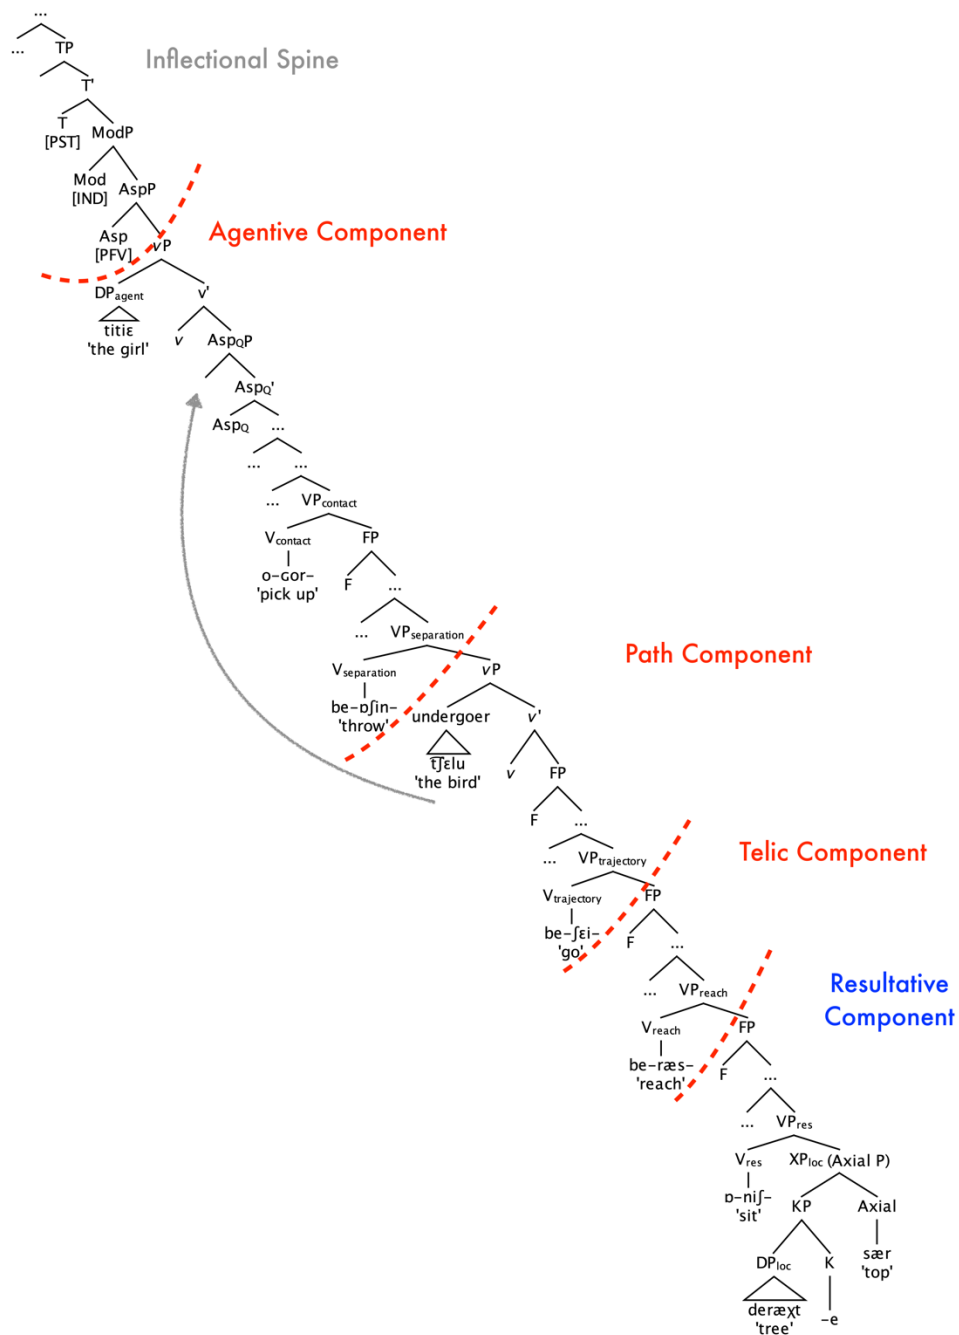 ...
... TP
Inflectional Spine
T'
T
[PST]
ModP
Mod
[IND]
AspP
Asp
[PFV]
vP
Agentive Component
DPagent
v'
titiɛ
'the girl'
v
AspQP
AspQ'
AspQ
...
... ...
... VPcontact
Vcontact
FP
o-ɢor-
'pick up'
F
...
... VPseparation
Path Component
Vseparation
vP
be-ɒʃin-
'throw'
undergoer
v'
t͡ʃɛlu
'the bird'
v
FP
F
...
... VPtrajectory
Telic Component
Vtrajectory
FP
be-ʃɛi-
'go'
F
...
... VPreach
Resultative
Component
Vreach
FP
be-ræs-
'reach'
F
...
... VPres
Vres
XPloc (Axial P)
ɒ-niʃ-
'sit'
KP
Axial
sær
'top'
DPloc
K
deræχt
'tree'
-e